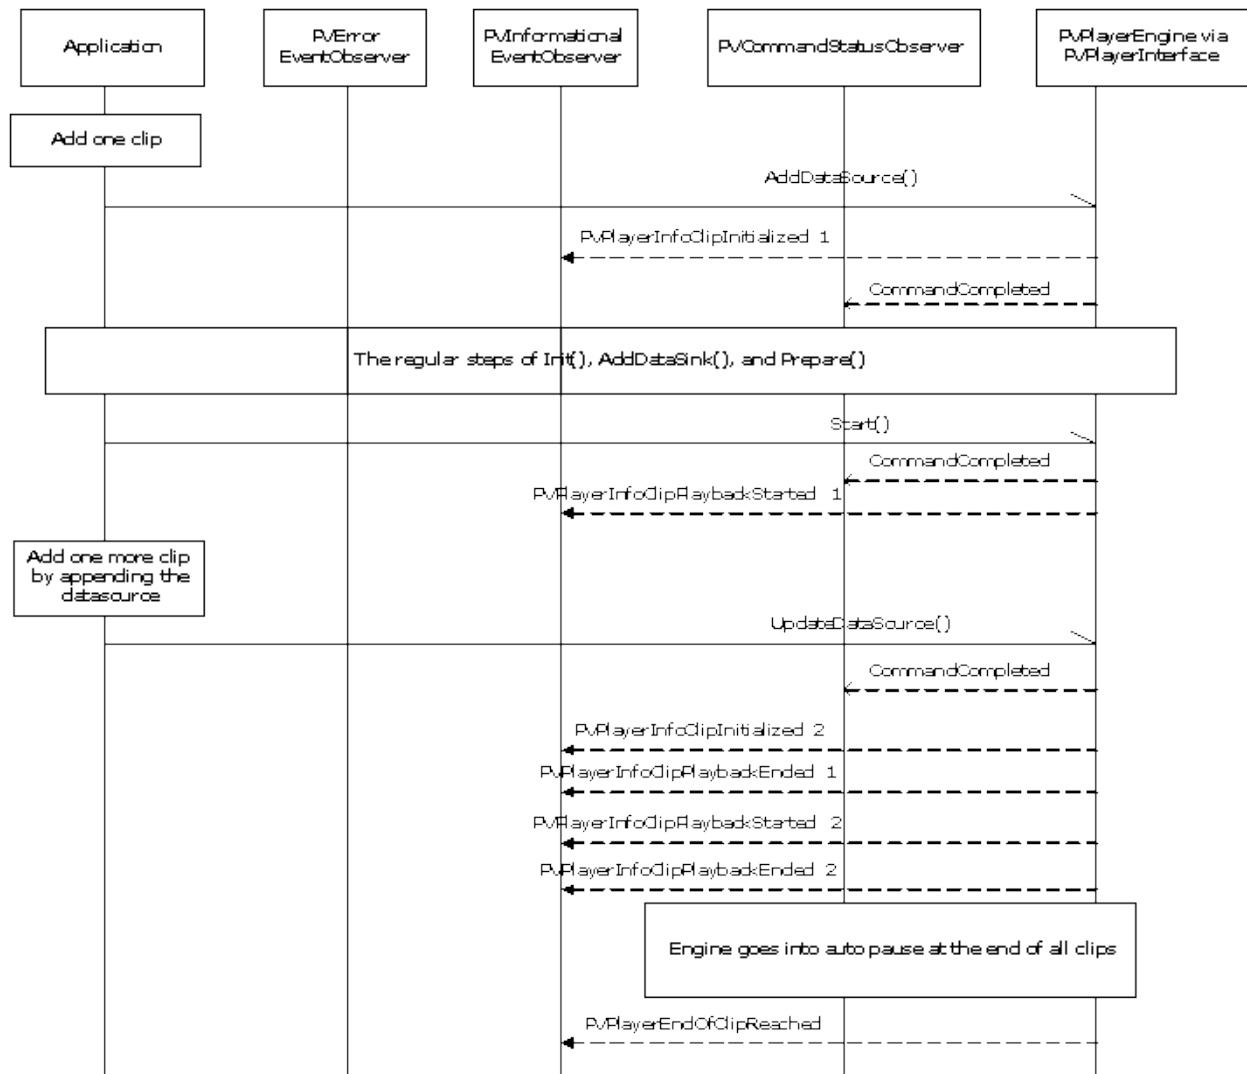 Application
PVError
EventObserver
PVInformational
EventObserver
PVCommandStatusObserver
PVPlayerEngine via
PVPlayerInterface
Add one clip
AddDataSource()
PVPlayerInfoClipInitialized 1
CommandCompleted
The regular steps of Init(), AddDataSink(), and Prepare()
Start()
CommandCompleted
PVPlayerInfoClipPlaybackStarted 1
Add one more clip
by appending the
datasource
UpdateDataSource()
CommandCompleted
PVPlayerInfoClipInitialized 2
PVPlayerInfoClipPlaybackEnded 1
PVPlayerInfoClipPlaybackStarted 2
PVPlayerInfoClipPlaybackEnded 2
Engine goes into auto pause at the end of all clips
PVPlayerEndOfClipReached